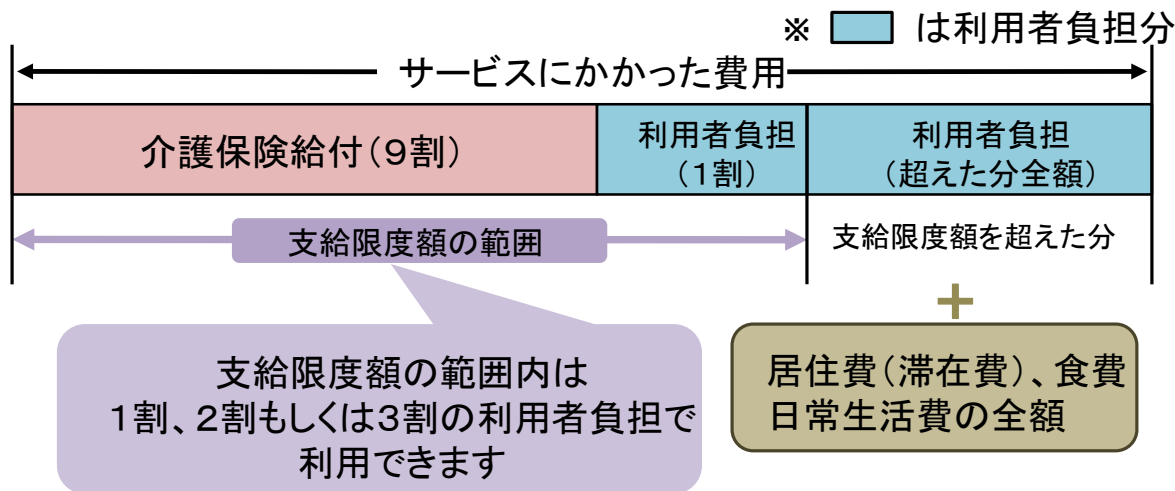 ※ は利用者負担分
サービスにかかった費用
介護保険給付（9割）
利用者負担
（1割）
利用者負担
（超えた分全額）
支給限度額の範囲
支給限度額を超えた分
＋
支給限度額の範囲内は
1割、2割もしくは3割の利用者負担で
利用できます
居住費（滞在費）、食費
日常生活費の全額